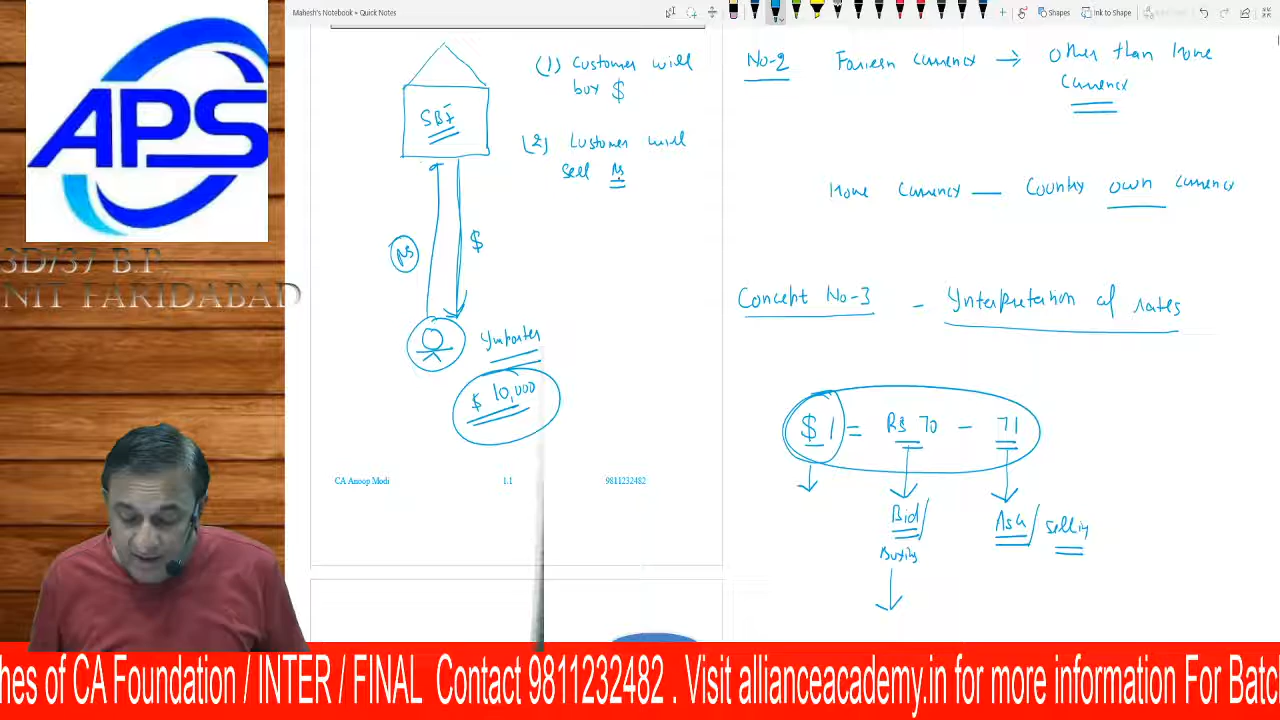 Mahesh's Notebook + Quick Notes
Shapes
Ink to Shape
APS
3D/37 B.P.
NIT FARIDABAD
SBI
(1) Customer will
buy $
(2) Customer will
sell Rs
Rs
$
Importer
$ 10,000
CA Anoop Modi
1.1
9811232482
No-2 Foriegn currency → other than Home
currency
Home currency — Country own currency
Concept No-3 - Interpretation of rates
$ 1 = Rs 70 - 71
Bid/
Buying
Ask/ selling
hes of CA Foundation / INTER / FINAL Contact 9811232482 . Visit allianceacademy.in for more information For Batc